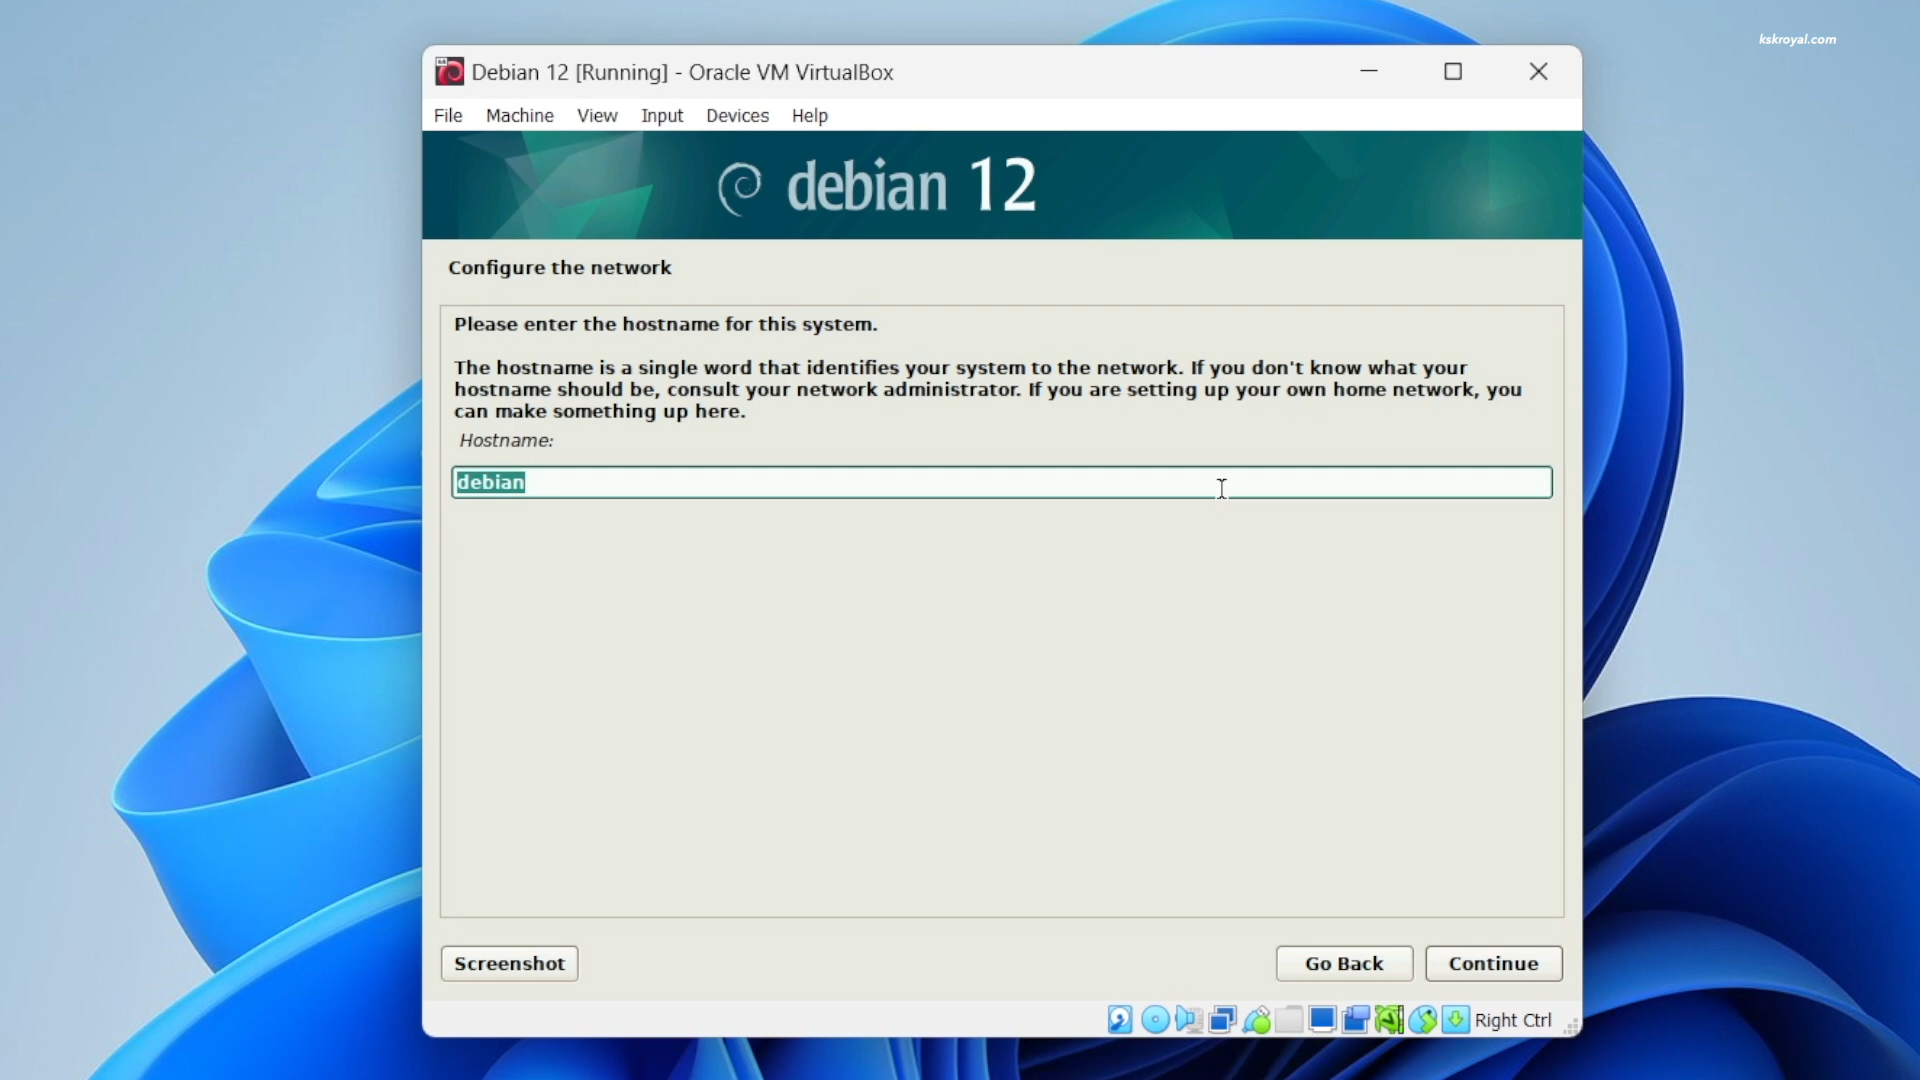 kskroyal.com
Debian 12 [Running] - Oracle VM VirtualBox
File Machine View Input Devices Help
debian 12
Configure the network
Please enter the hostname for this system.
The hostname is a single word that identifies your system to the network. If you don't know what your
hostname should be, consult your network administrator. If you are setting up your own home network, you
can make something up here.
Hostname:
debian
Screenshot Go Back Continue
Right Ctrl